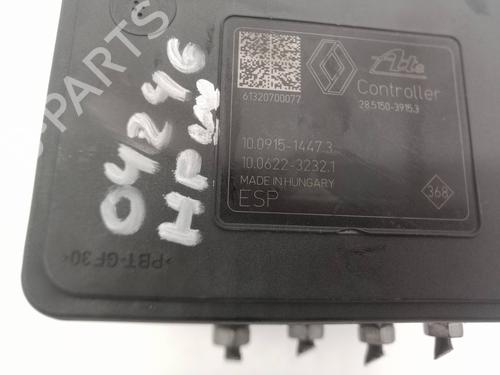 Ate
Controller
28.5150-3915.3
61320700077
10.0915-1447.3
10.0622-3232.1
MADE IN HUNGARY
ESP
368
04246
>PBT-GF30<
B-Parts